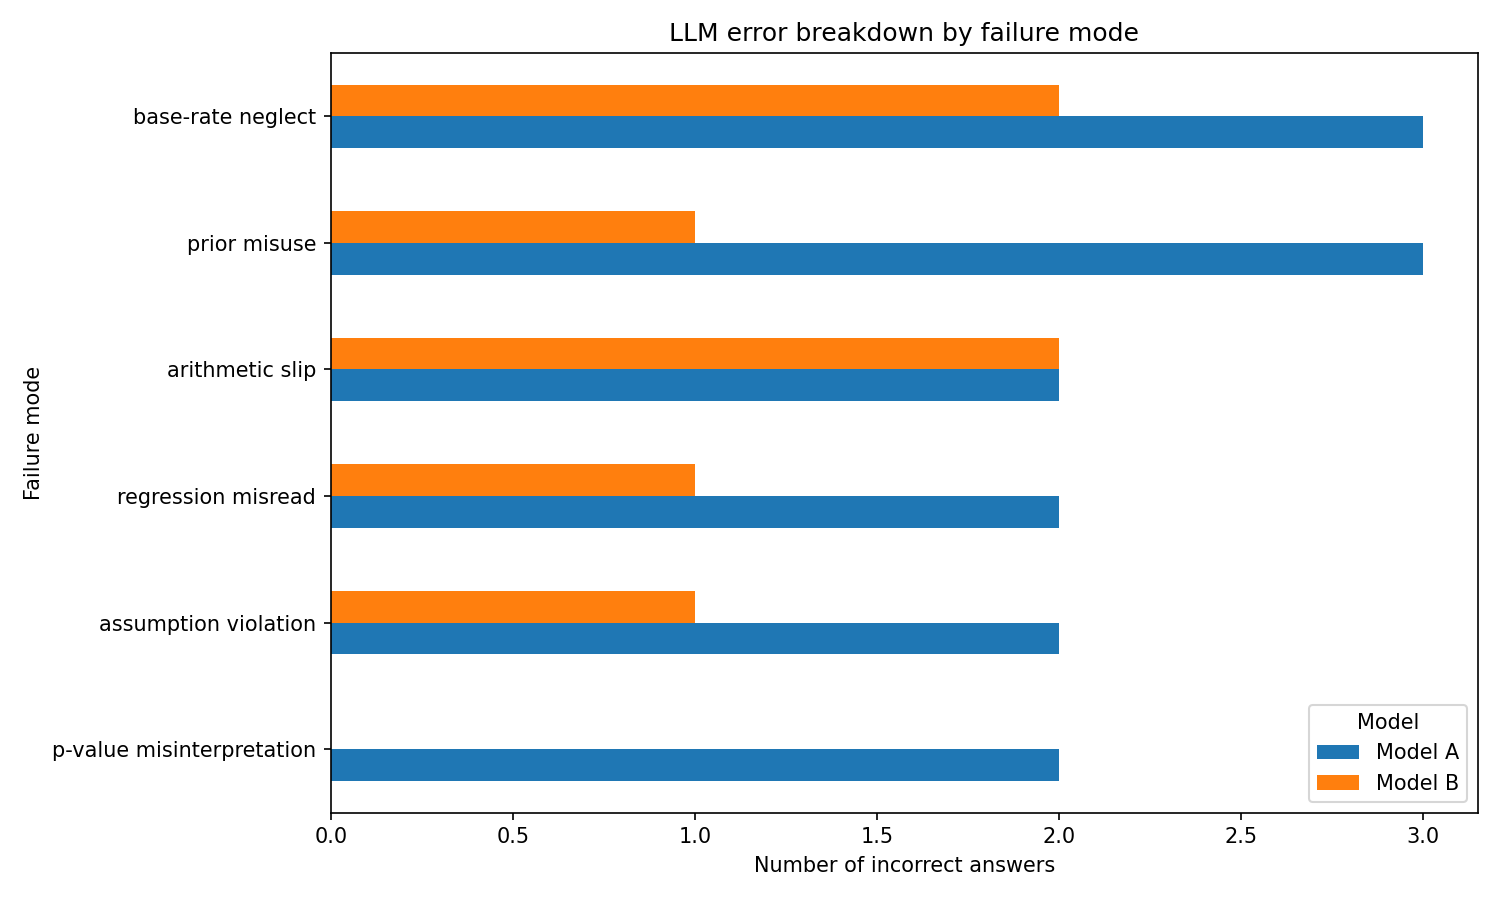 LLM error breakdown by failure mode
Failure mode
base-rate neglect
prior misuse
arithmetic slip
regression misread
assumption violation
p-value misinterpretation
Model
Model A
Model B
0.0 0.5 1.0 1.5 2.0 2.5 3.0
Number of incorrect answers